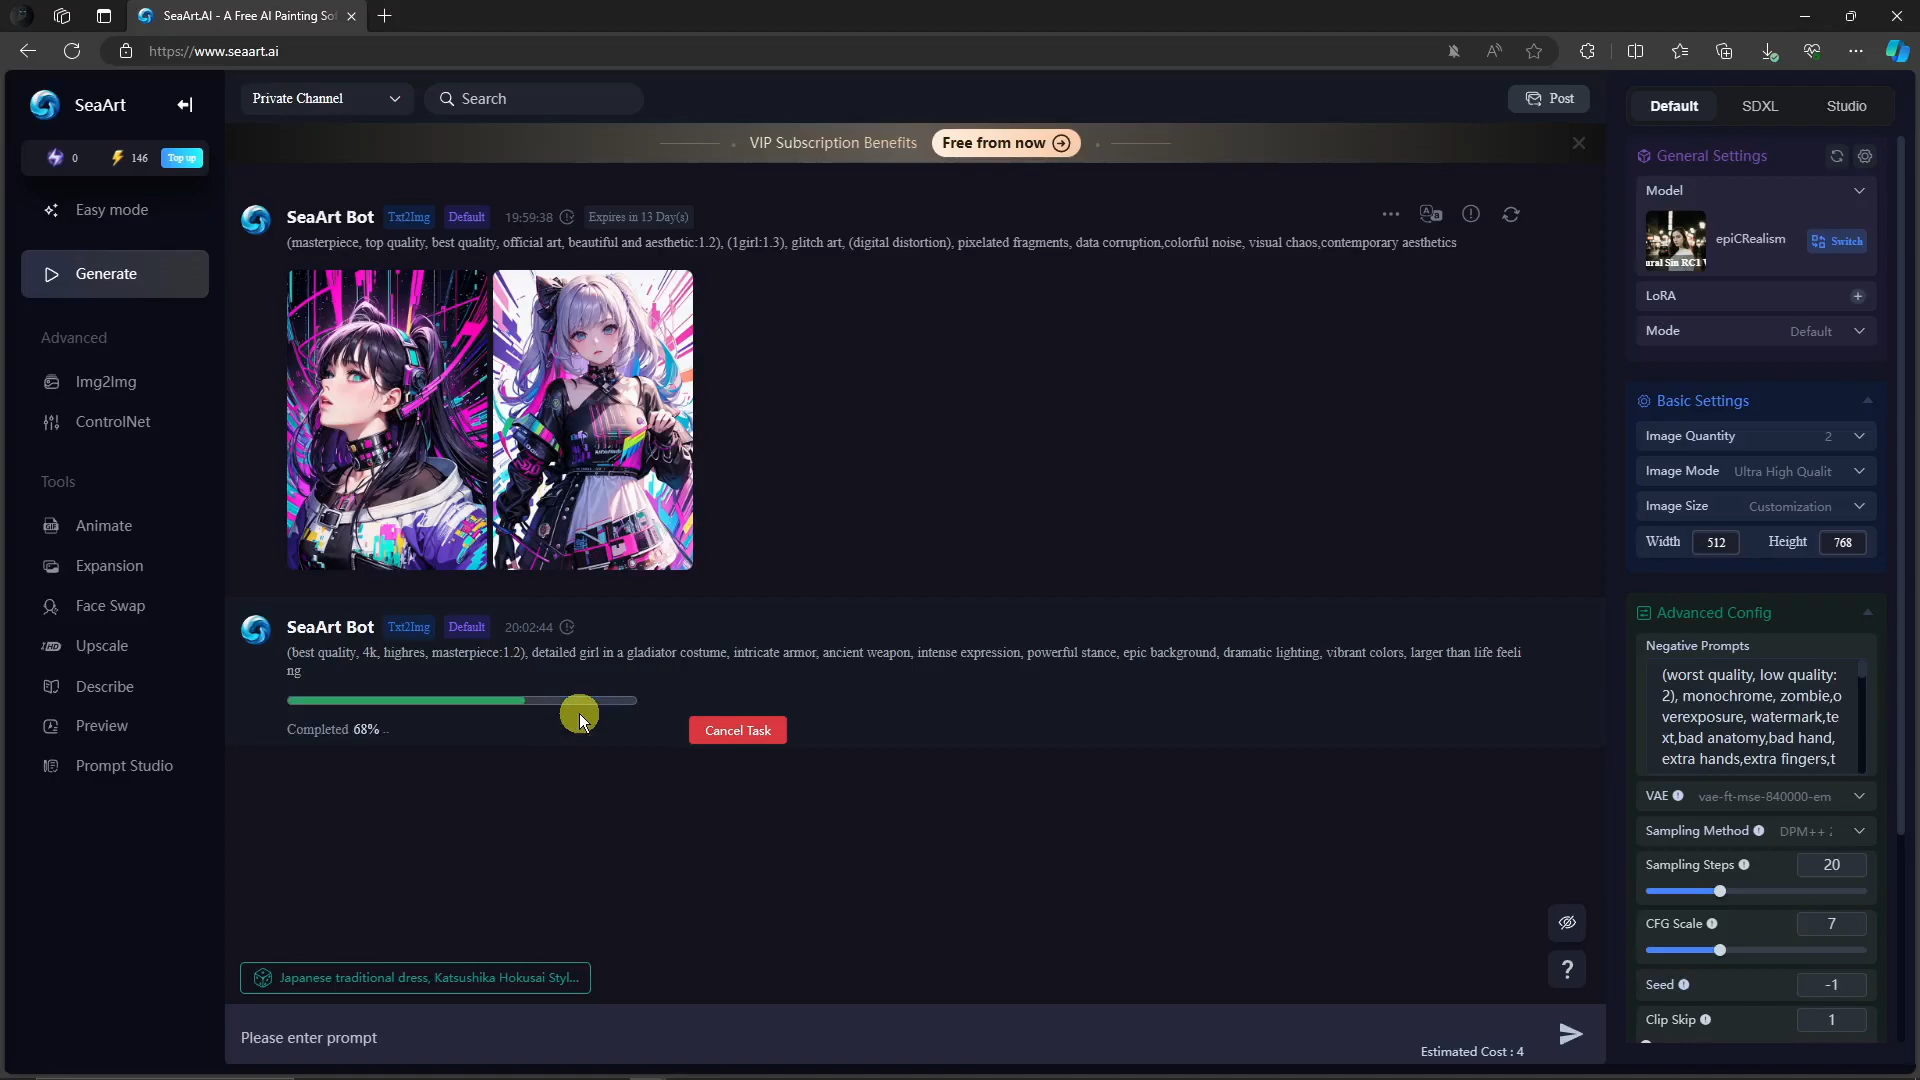 SeaArt.AI - A Free AI Painting Sol
https://www.seaart.ai
SeaArt
0
146
Top up
Easy mode
Generate
Advanced
Img2Img
ControlNet
Tools
Animate
Expansion
Face Swap
Upscale
Describe
Preview
Prompt Studio
Private Channel
Search
Post
VIP Subscription Benefits
Free from now
SeaArt Bot Txt2Img Default 19:59:38 Expires in 13 Day(s)
(masterpiece, top quality, best quality, official art, beautiful and aesthetic:1.2), (1girl:1.3), glitch art, (digital distortion), pixelated fragments, data corruption,colorful noise, visual chaos,contemporary aesthetics
SeaArt Bot Txt2Img Default 20:02:44
(best quality, 4k, highres, masterpiece:1.2), detailed girl in a gladiator costume, intricate armor, ancient weapon, intense expression, powerful stance, epic background, dramatic lighting, vibrant colors, larger than life feeli
ng
Completed 68% ..
Cancel Task
Japanese traditional dress, Katsushika Hokusai Styl...
?
Please enter prompt
Estimated Cost : 4
Default SDXL Studio
General Settings
Model
epiCRealism
Switch
ural Sin RC1
LoRA
Mode Default
Basic Settings
Image Quantity 2
Image Mode Ultra High Qualit
Image Size Customization
Width 512 Height 768
Advanced Config
Negative Prompts
(worst quality, low quality:
2), monochrome, zombie,o
verexposure, watermark,te
xt,bad anatomy,bad hand,
extra hands,extra fingers,t
VAE vae-ft-mse-840000-em
Sampling Method DPM++
Sampling Steps 20
CFG Scale 7
Seed -1
Clip Skip 1